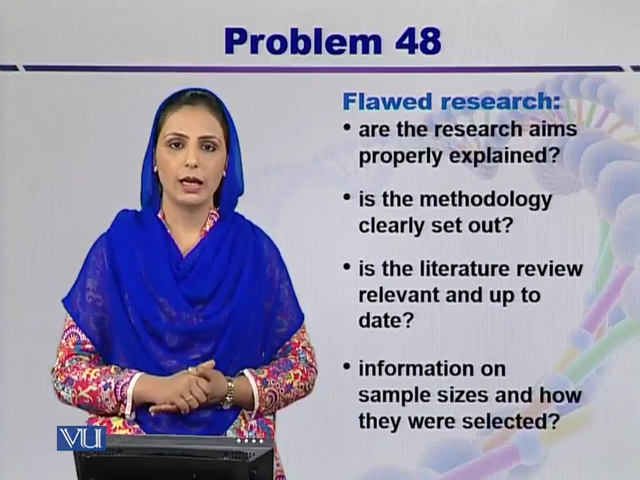 Problem 48
Flawed research:
• are the research aims
properly explained?
• is the methodology
clearly set out?
• is the literature review
relevant and up to
date?
• information on
sample sizes and how
they were selected?
VU